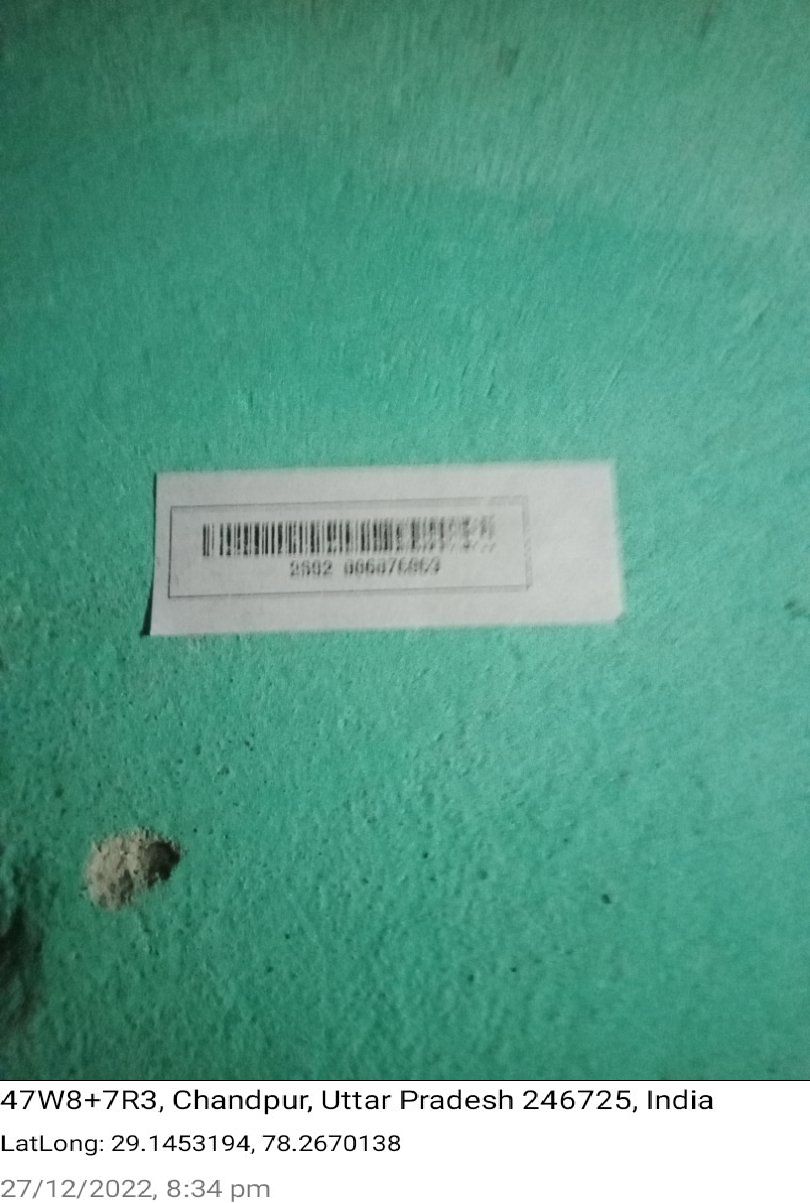 47W8+7R3, Chandpur, Uttar Pradesh 246725, India
LatLong: 29.1453194, 78.2670138
27/12/2022, 8:34 pm